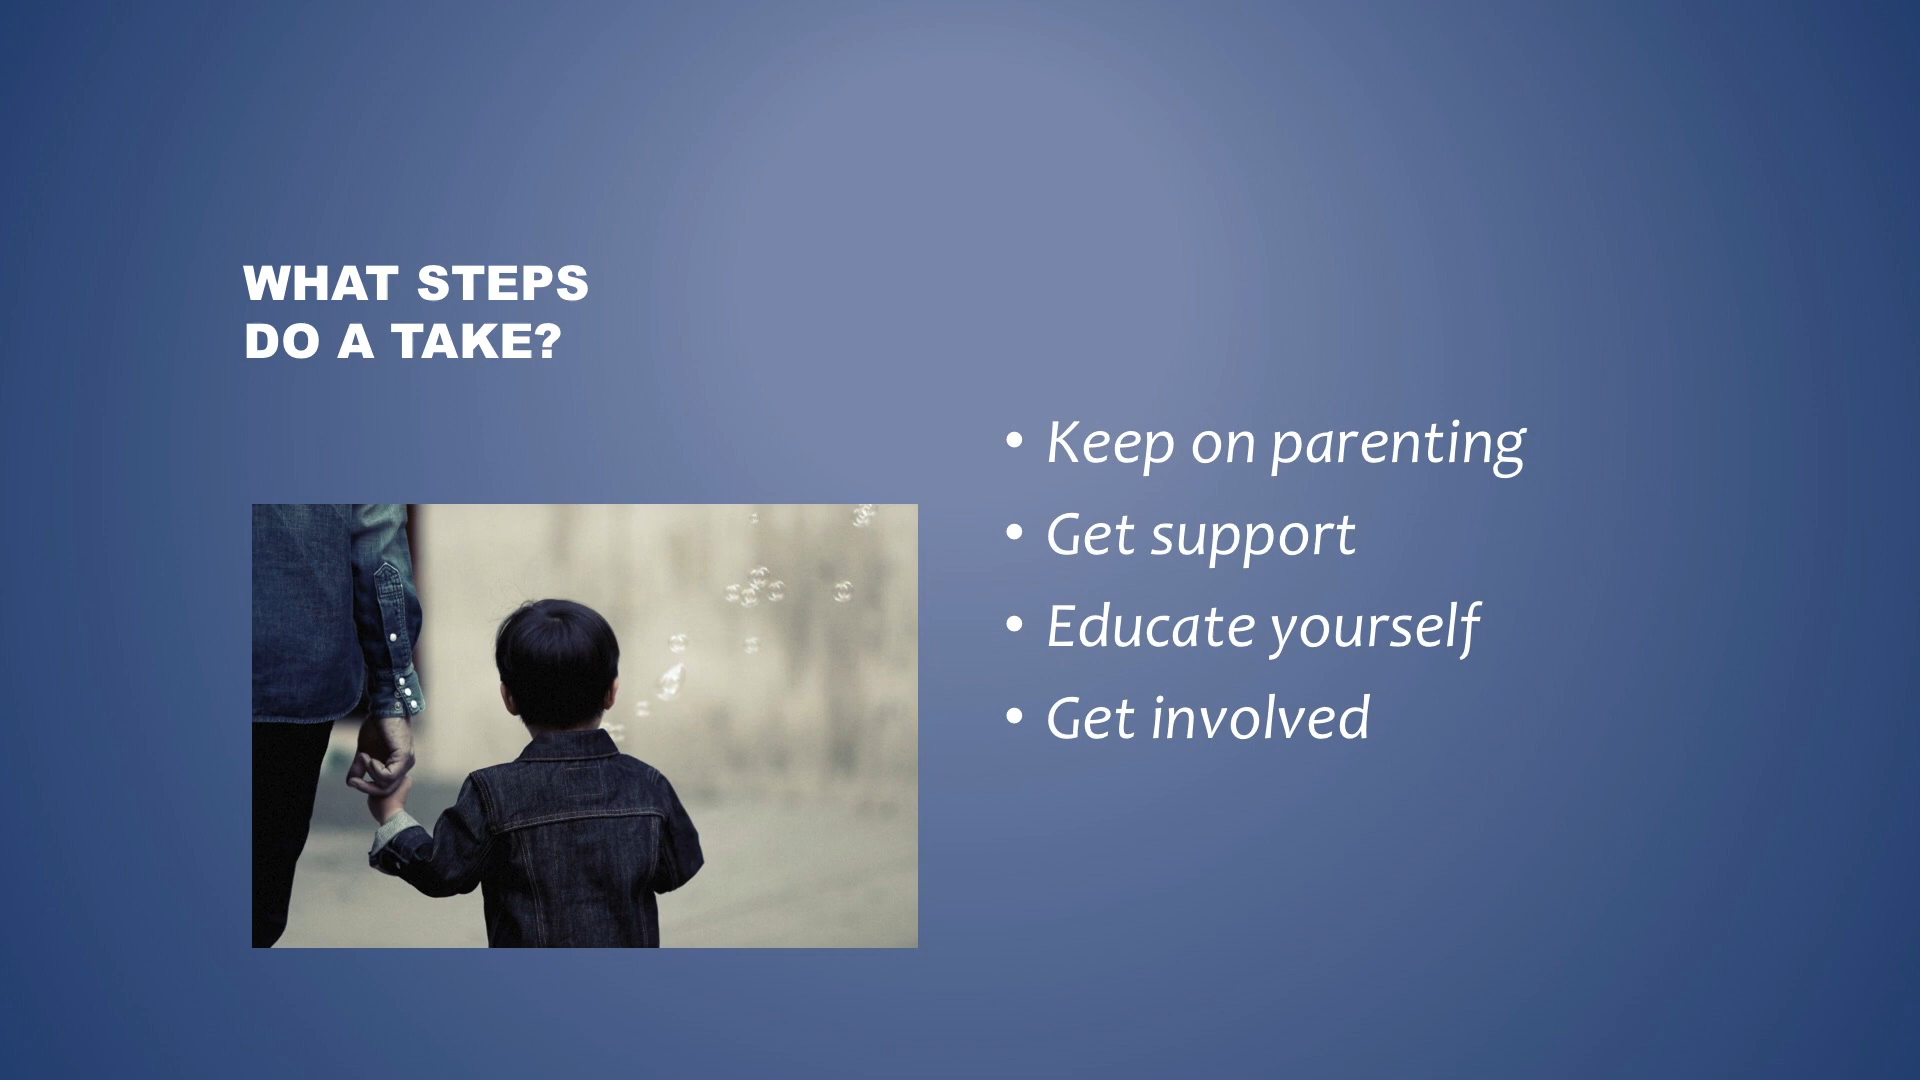 WHAT STEPS
DO A TAKE?
• Keep on parenting
• Get support
• Educate yourself
• Get involved